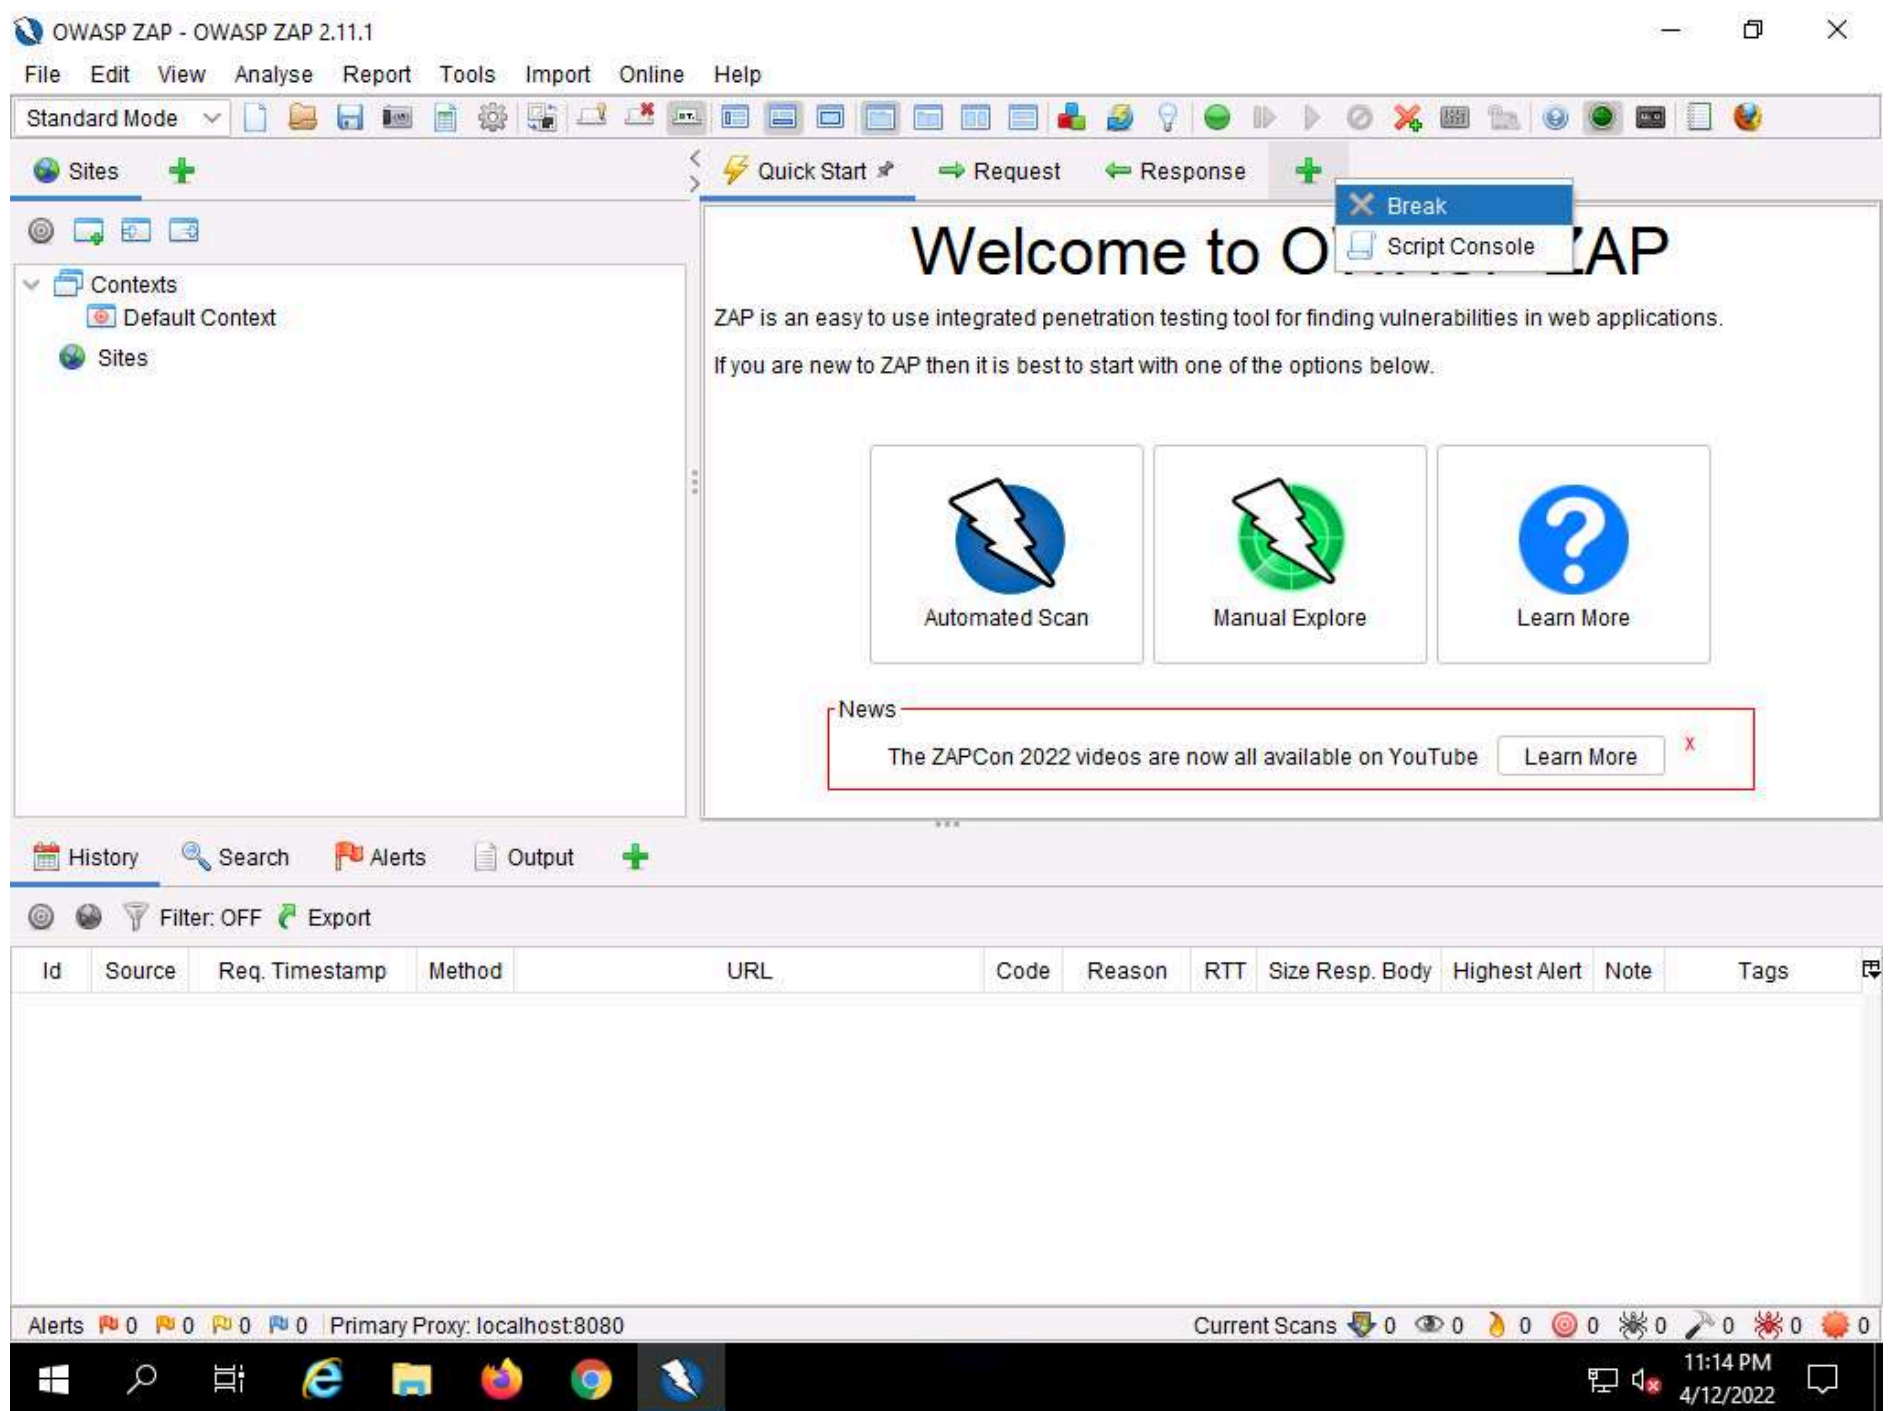 OWASP ZAP - OWASP ZAP 2.11.1
File Edit View Analyse Report Tools Import Online Help
Standard Mode
Sites
Quick Start Request Response
Break
Script Console
Contexts
Default Context
Sites
Welcome to O ZAP
ZAP is an easy to use integrated penetration testing tool for finding vulnerabilities in web applications.
If you are new to ZAP then it is best to start with one of the options below.
Automated Scan Manual Explore Learn More
News
The ZAPCon 2022 videos are now all available on YouTube Learn More x
History Search Alerts Output
Filter: OFF Export
Id Source Req. Timestamp Method URL Code Reason RTT Size Resp. Body Highest Alert Note Tags
Alerts 0 0 0 0 Primary Proxy: localhost:8080 Current Scans 0 0 0 0 0 0 0 0
11:14 PM
4/12/2022